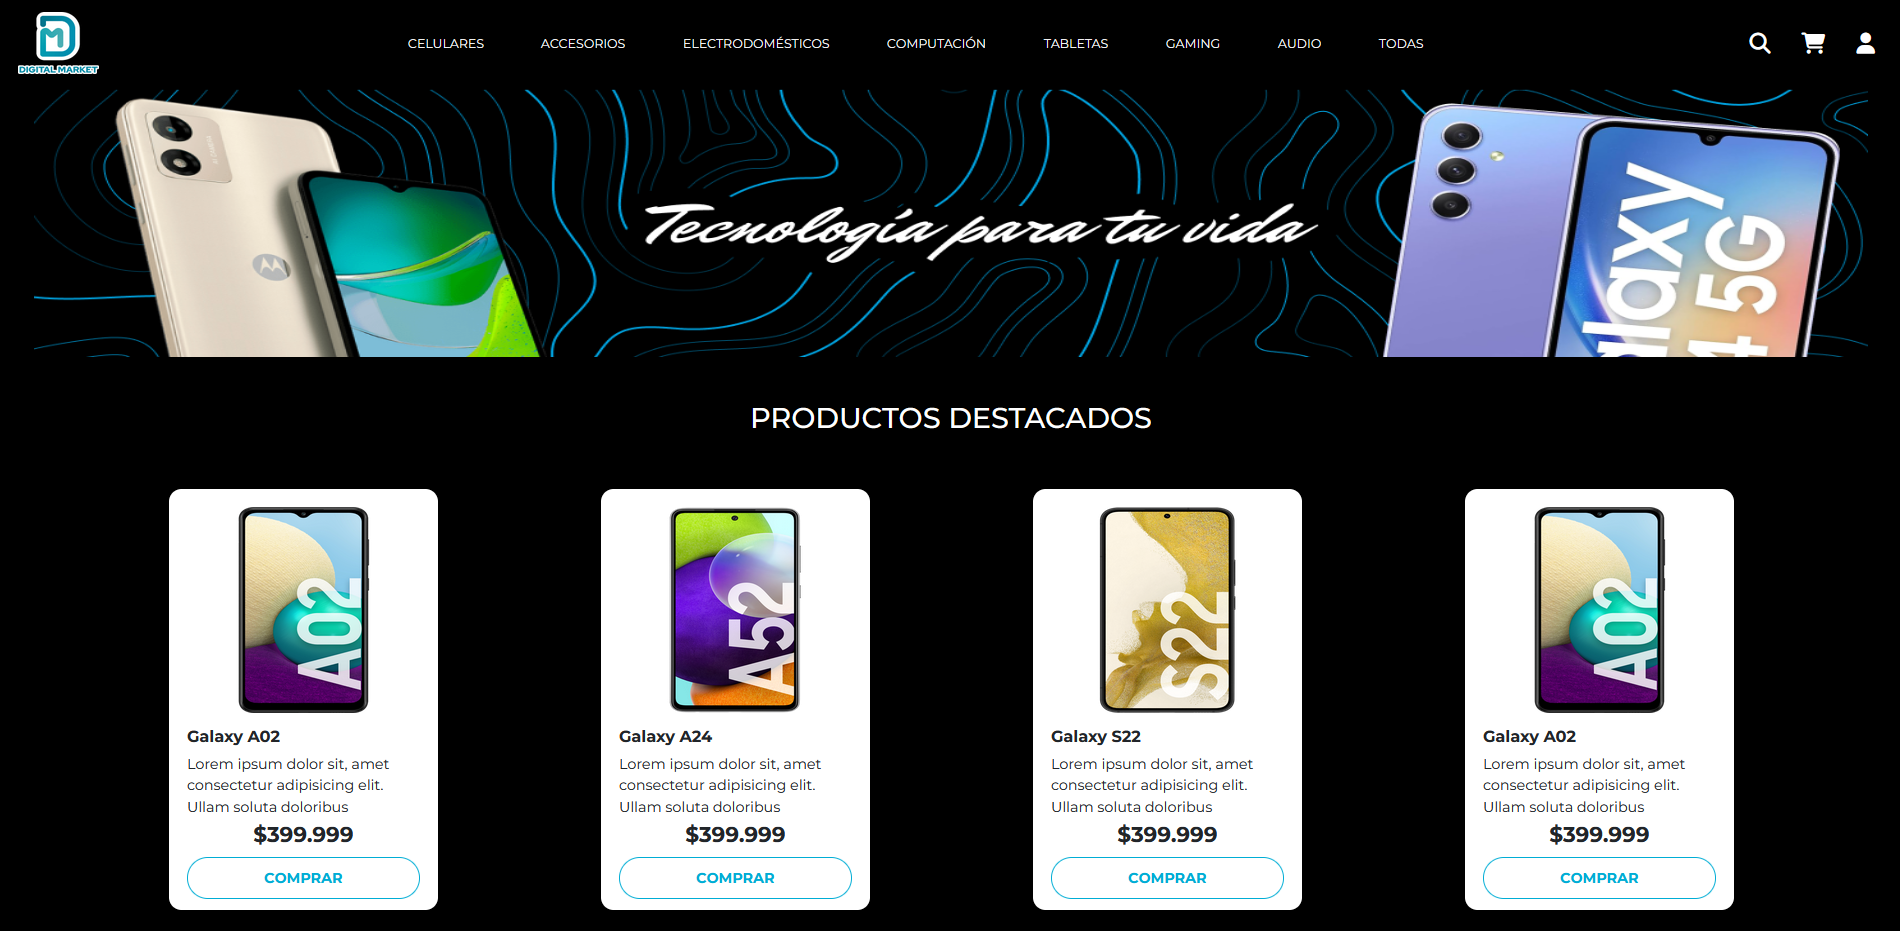 DIGITAL MARKET
CELULARES ACCESORIOS ELECTRODOMÉSTICOS COMPUTACIÓN TABLETAS GAMING AUDIO TODAS
Tecnología para tu vida
alaxy
4 5G
PRODUCTOS DESTACADOS
A02
Galaxy A02
Lorem ipsum dolor sit, amet
consectetur adipisicing elit.
Ullam soluta doloribus
$399.999
COMPRAR
A52
Galaxy A24
Lorem ipsum dolor sit, amet
consectetur adipisicing elit.
Ullam soluta doloribus
$399.999
COMPRAR
S22
Galaxy S22
Lorem ipsum dolor sit, amet
consectetur adipisicing elit.
Ullam soluta doloribus
$399.999
COMPRAR
A02
Galaxy A02
Lorem ipsum dolor sit, amet
consectetur adipisicing elit.
Ullam soluta doloribus
$399.999
COMPRAR